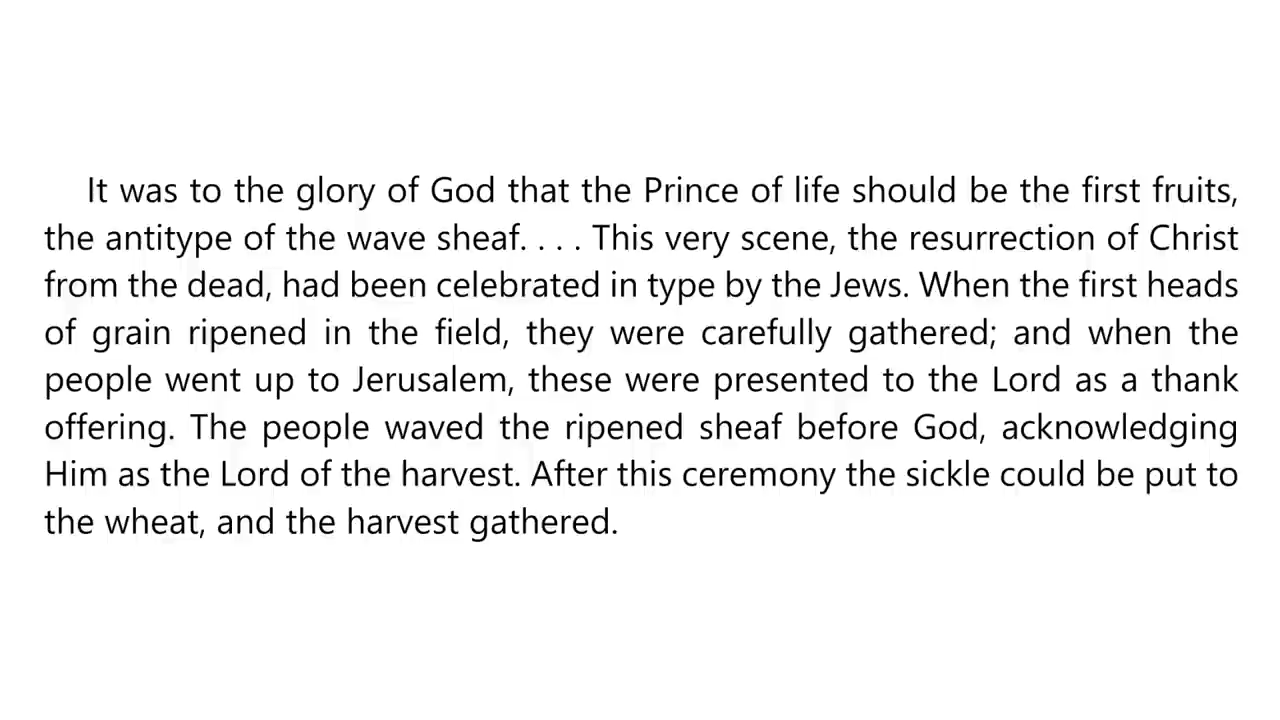 It was to the glory of God that the Prince of life should be the first fruits,
the antitype of the wave sheaf. . . . This very scene, the resurrection of Christ
from the dead, had been celebrated in type by the Jews. When the first heads
of grain ripened in the field, they were carefully gathered; and when the
people went up to Jerusalem, these were presented to the Lord as a thank
offering. The people waved the ripened sheaf before God, acknowledging
Him as the Lord of the harvest. After this ceremony the sickle could be put to
the wheat, and the harvest gathered.